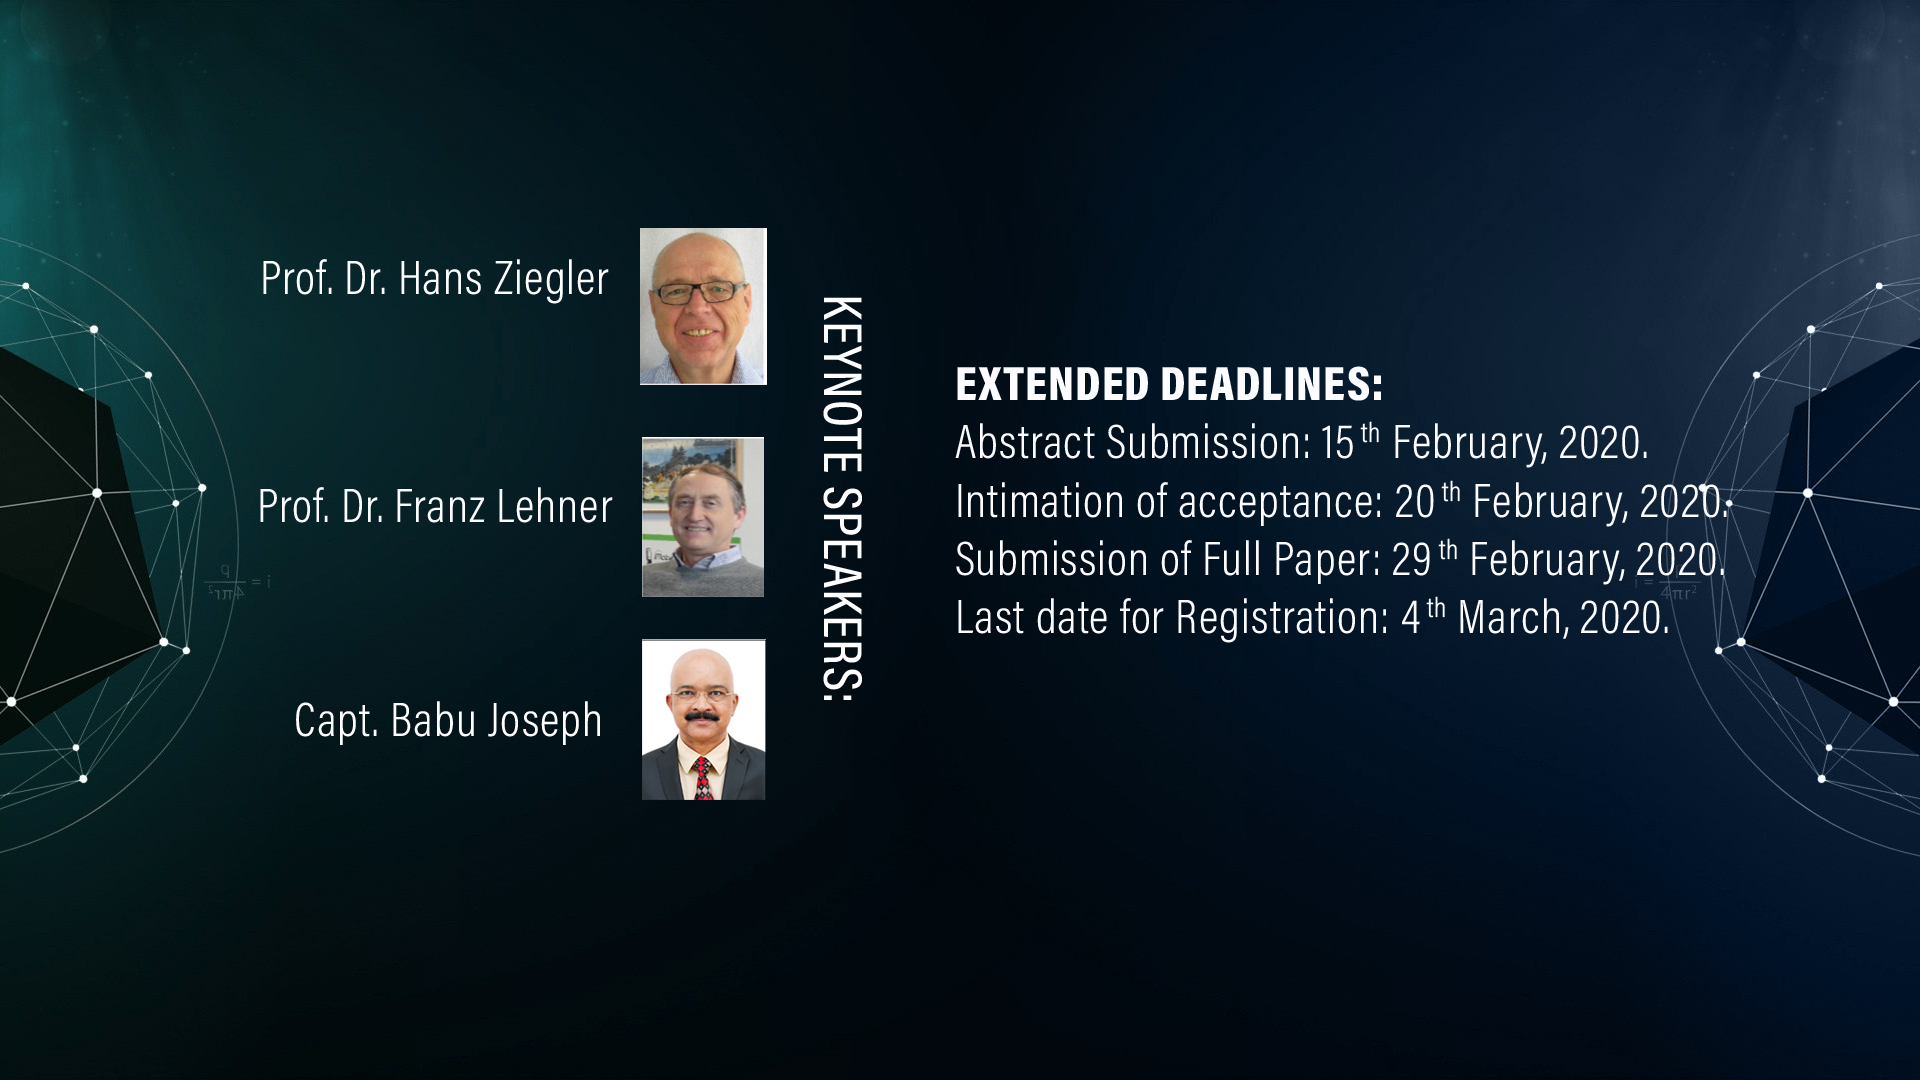 Prof. Dr. Hans Ziegler
Prof. Dr. Franz Lehner
Capt. Babu Joseph
KEYNOTE SPEAKERS:
EXTENDED DEADLINES:
Abstract Submission: 15th February, 2020.
Intimation of acceptance: 20th February, 2020.
Submission of Full Paper: 29th February, 2020.
Last date for Registration: 4th March, 2020.